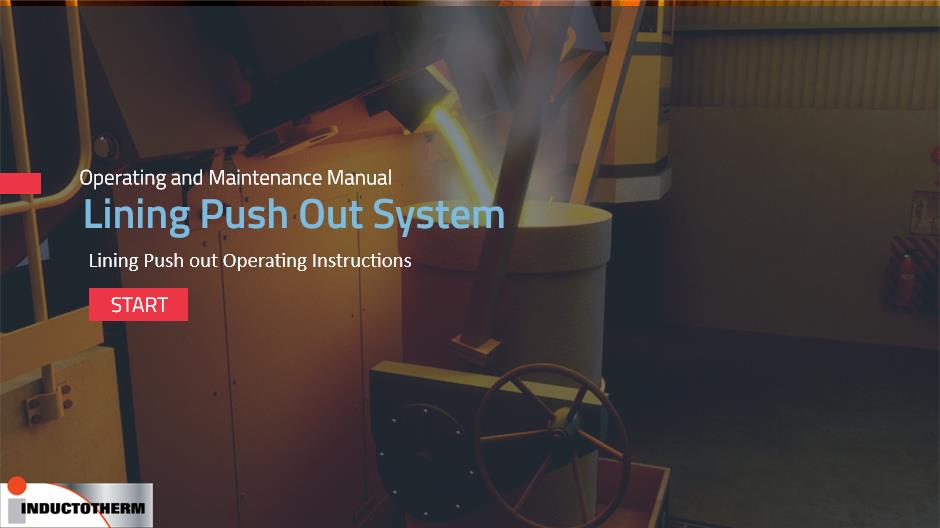 Operating and Maintenance Manual
Lining Push Out System
Lining Push out Operating Instructions
START
INDUCTOTHERM